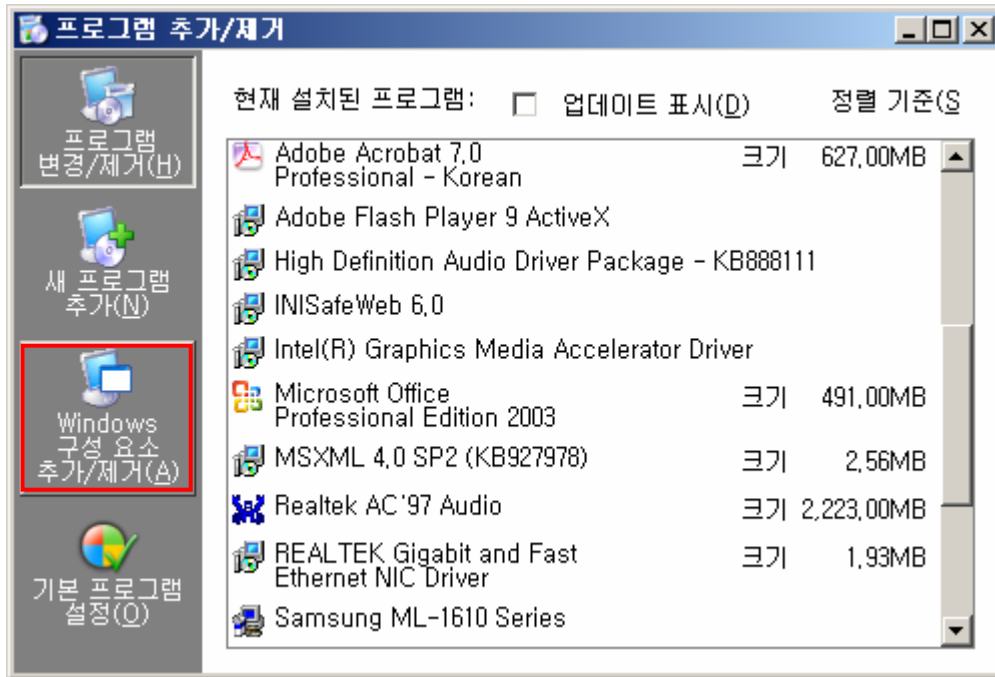 프로그램 추가/제거
프로그램
변경/제거(H)
새 프로그램
추가(N)
Windows
구성 요소
추가/제거(A)
기본 프로그램
설정(O)
현재 설치된 프로그램: 업데이트 표시(D) 정렬 기준(S
Adobe Acrobat 7,0 크기 627,00MB
Professional - Korean
Adobe Flash Player 9 ActiveX
High Definition Audio Driver Package - KB888111
INISafeWeb 6,0
Intel(R) Graphics Media Accelerator Driver
Microsoft Office 크기 491,00MB
Professional Edition 2003
MSXML 4,0 SP2 (KB927978) 크기 2,56MB
Realtek AC'97 Audio 크기 2,223,00MB
REALTEK Gigabit and Fast 크기 1,93MB
Ethernet NIC Driver
Samsung ML-1610 Series